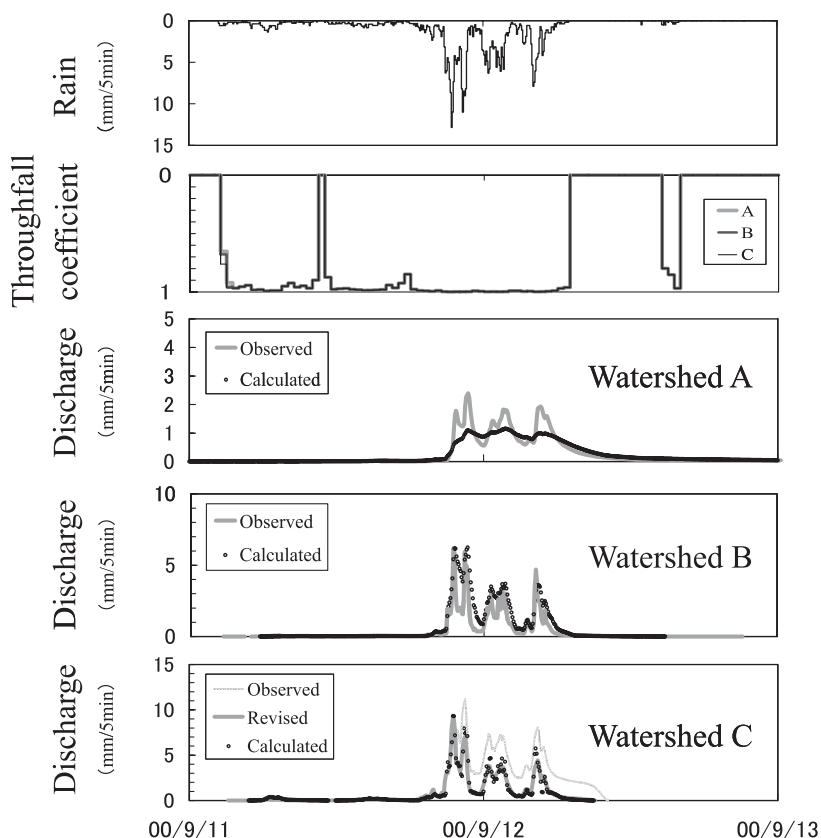 Rain
(mm/5min)
0
5
10
15
Throughfall
coefficient
0
1
A
B
C
Discharge
(mm/5min)
5
4
3
2
1
0
Observed
Calculated
Watershed A
Discharge
(mm/5min)
10
5
0
Observed
Calculated
Watershed B
Discharge
(mm/5min)
15
10
5
0
Observed
Revised
Calculated
Watershed C
00/9/11 00/9/12 00/9/13